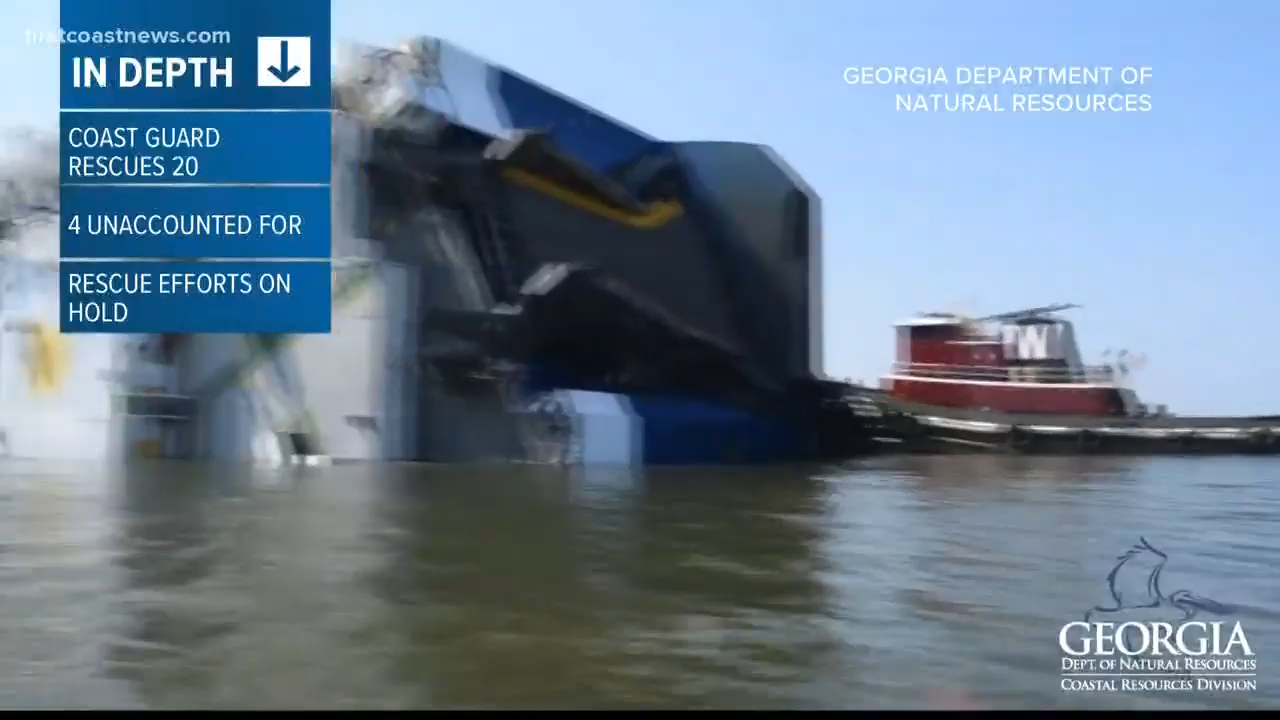 firstcoastnews.com
IN DEPTH
COAST GUARD
RESCUES 20
4 UNACCOUNTED FOR
RESCUE EFFORTS ON
HOLD
GEORGIA DEPARTMENT OF
NATURAL RESOURCES
W
GEORGIA
DEPT. OF NATURAL RESOURCES
COASTAL RESOURCES DIVISION